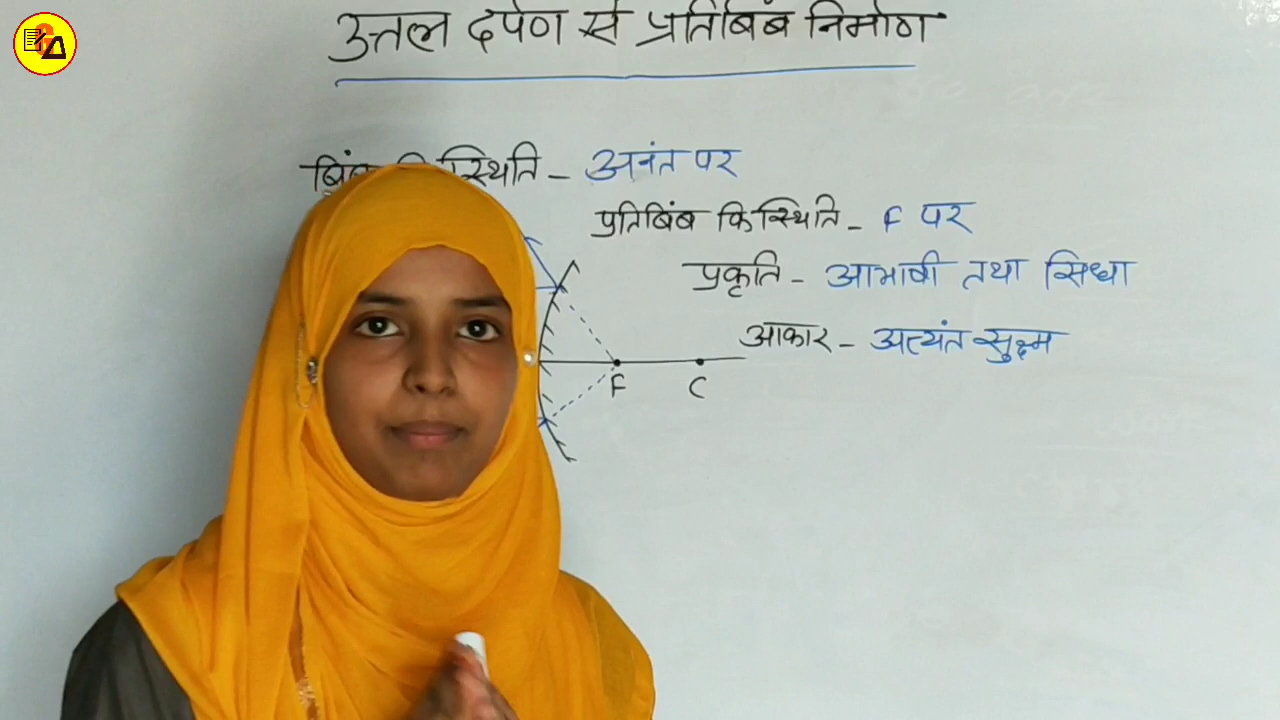 उत्तल दर्पण से प्रतिबिंब निर्माण
स्थिति - अनंत पर
प्रतिबिंब कि स्थिति - F पर
प्रकृति - आभाषी तथा सिधा
आकार - अत्यंत सुक्ष्म
F C